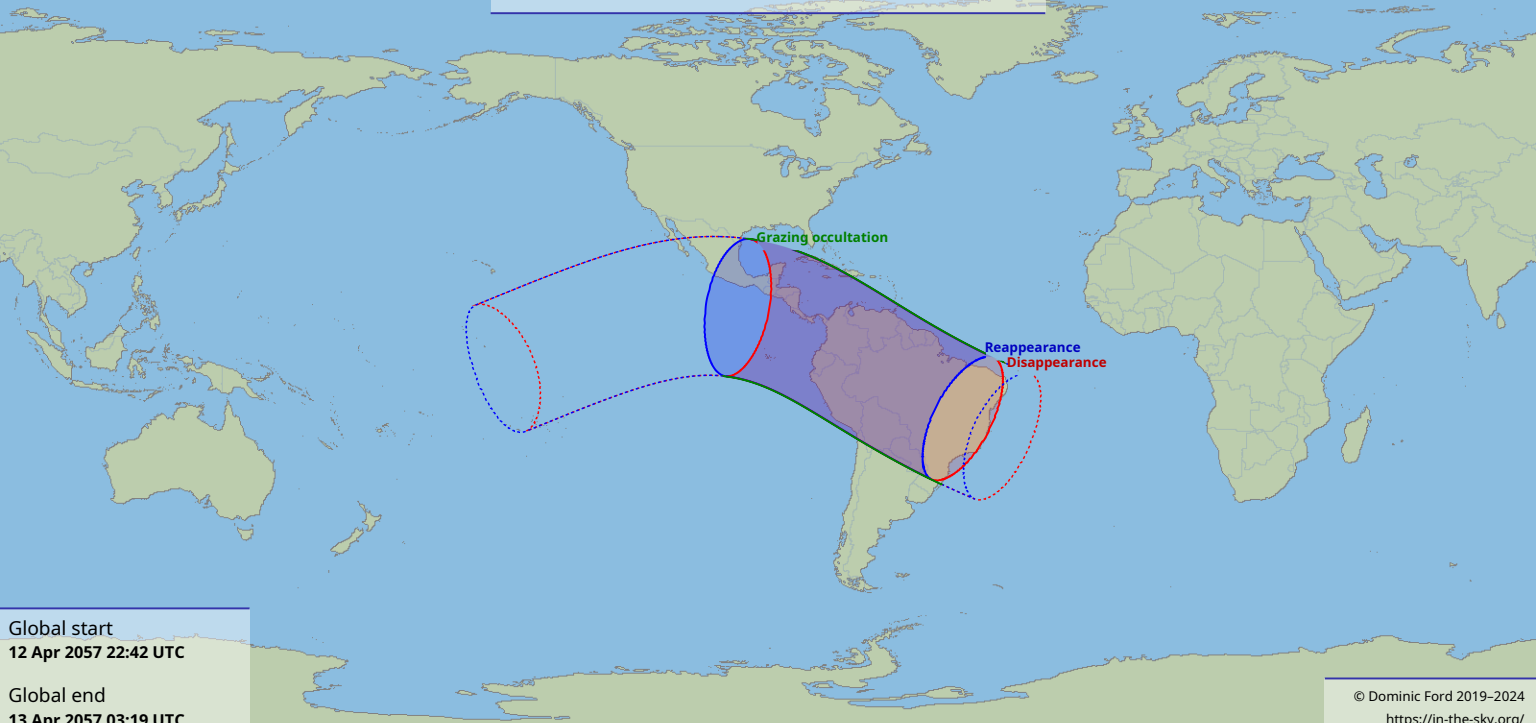 Grazing occultation
Reappearance
Disappearance
Global start
12 Apr 2057 22:42 UTC
Global end
13 Apr 2057 03:19 UTC
© Dominic Ford 2019–2024
https://in-the-sky.org/